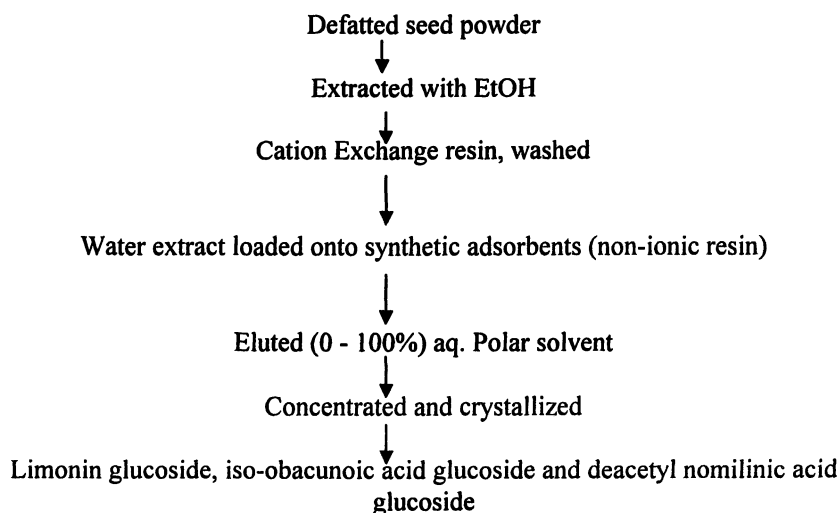 Defatted seed powder
Extracted with EtOH
Cation Exchange resin, washed
Water extract loaded onto synthetic adsorbents (non-ionic resin)
Eluted (0 - 100%) aq. Polar solvent
Concentrated and crystallized
Limonin glucoside, iso-obacunoic acid glucoside and deacetyl nomilinic acid
glucoside